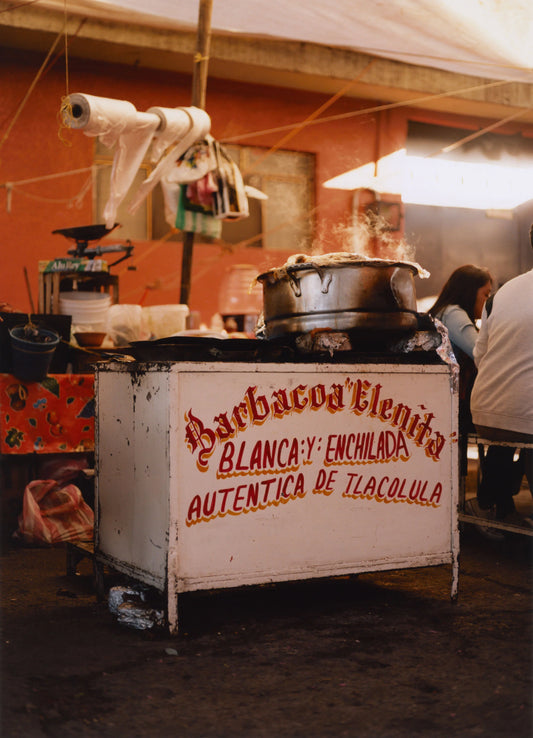 Barbacoa "Elenita
BLANCA:Y: ENCHILADA
AUTENTICA DE TLACOLULA